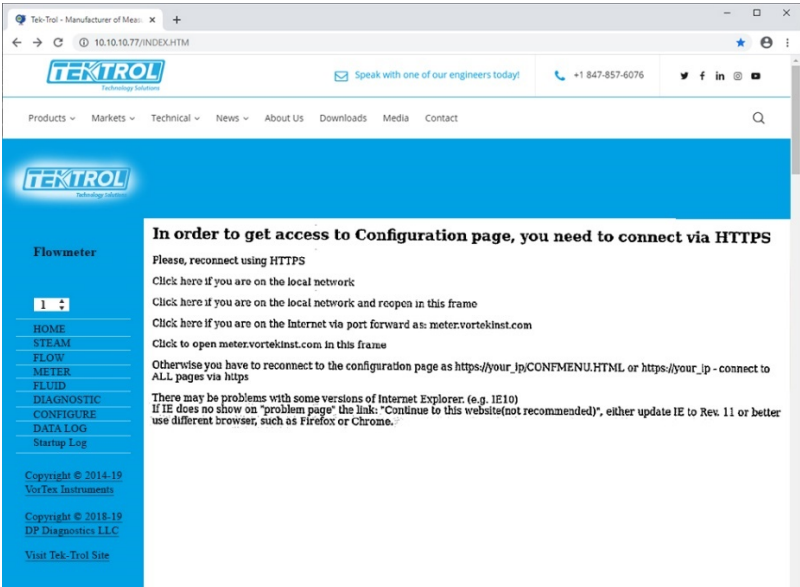 Tek-Trol - Manufacturer of Meas
10.10.10.77/INDEX.HTM
TEKTROL
Technology Solutions
Speak with one of our engineers today!
+1 847-857-6076
Products
Markets
Technical
News
About Us
Downloads
Media
Contact
TEKTROL
Technology Solutions
Flowmeter
1
HOME
STEAM
FLOW
METER
FLUID
DIAGNOSTIC
CONFIGURE
DATA LOG
Startup Log
Copyright © 2014-19
VorTex Instruments
Copyright © 2018-19
DP Diagnostics LLC
Visit Tek-Trol Site
In order to get access to Configuration page, you need to connect via HTTPS
Please, reconnect using HTTPS
Click here if you are on the local network
Click here if you are on the local network and reopen in this frame
Click here if you are on the Internet via port forward as: meter.vortekinst.com
Click to open meter.vortekinst.com in this frame
Otherwise you have to reconnect to the configuration page as https://your_ip/CONFMENU.HTML or https://your_ip - connect to
ALL pages via https
There may be problems with some versions of Internet Explorer. (e.g. IE10)
If IE does no show on "problem page" the link: "Continue to this website(not recommended)", either update IE to Rev. 11 or better
use different browser, such as Firefox or Chrome.